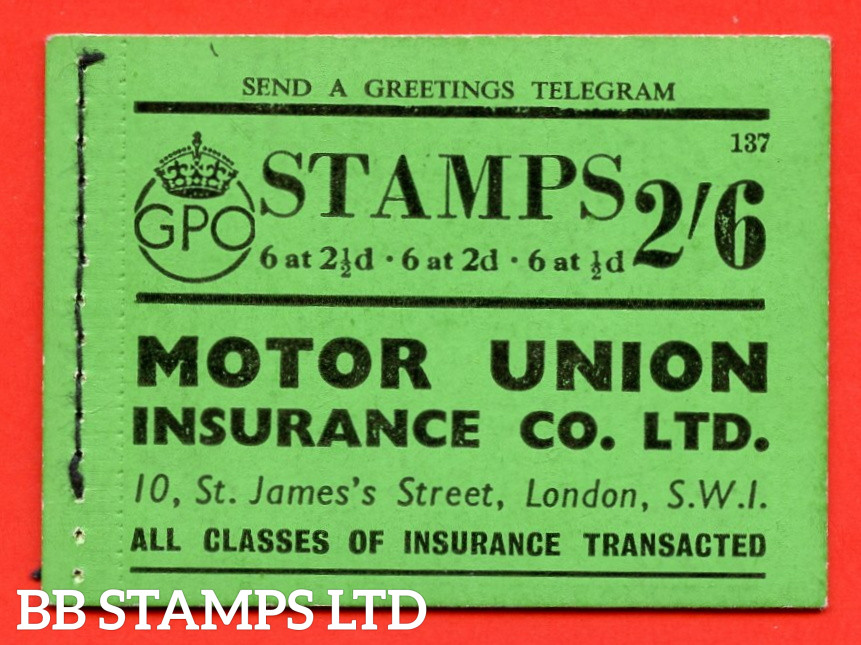 SEND A GREETINGS TELEGRAM
137
GPO
STAMPS 2/6
6 at 2½d · 6 at 2d · 6 at ½d
MOTOR UNION
INSURANCE CO. LTD.
10, St. James's Street, London, S.W.1.
ALL CLASSES OF INSURANCE TRANSACTED
BB STAMPS LTD